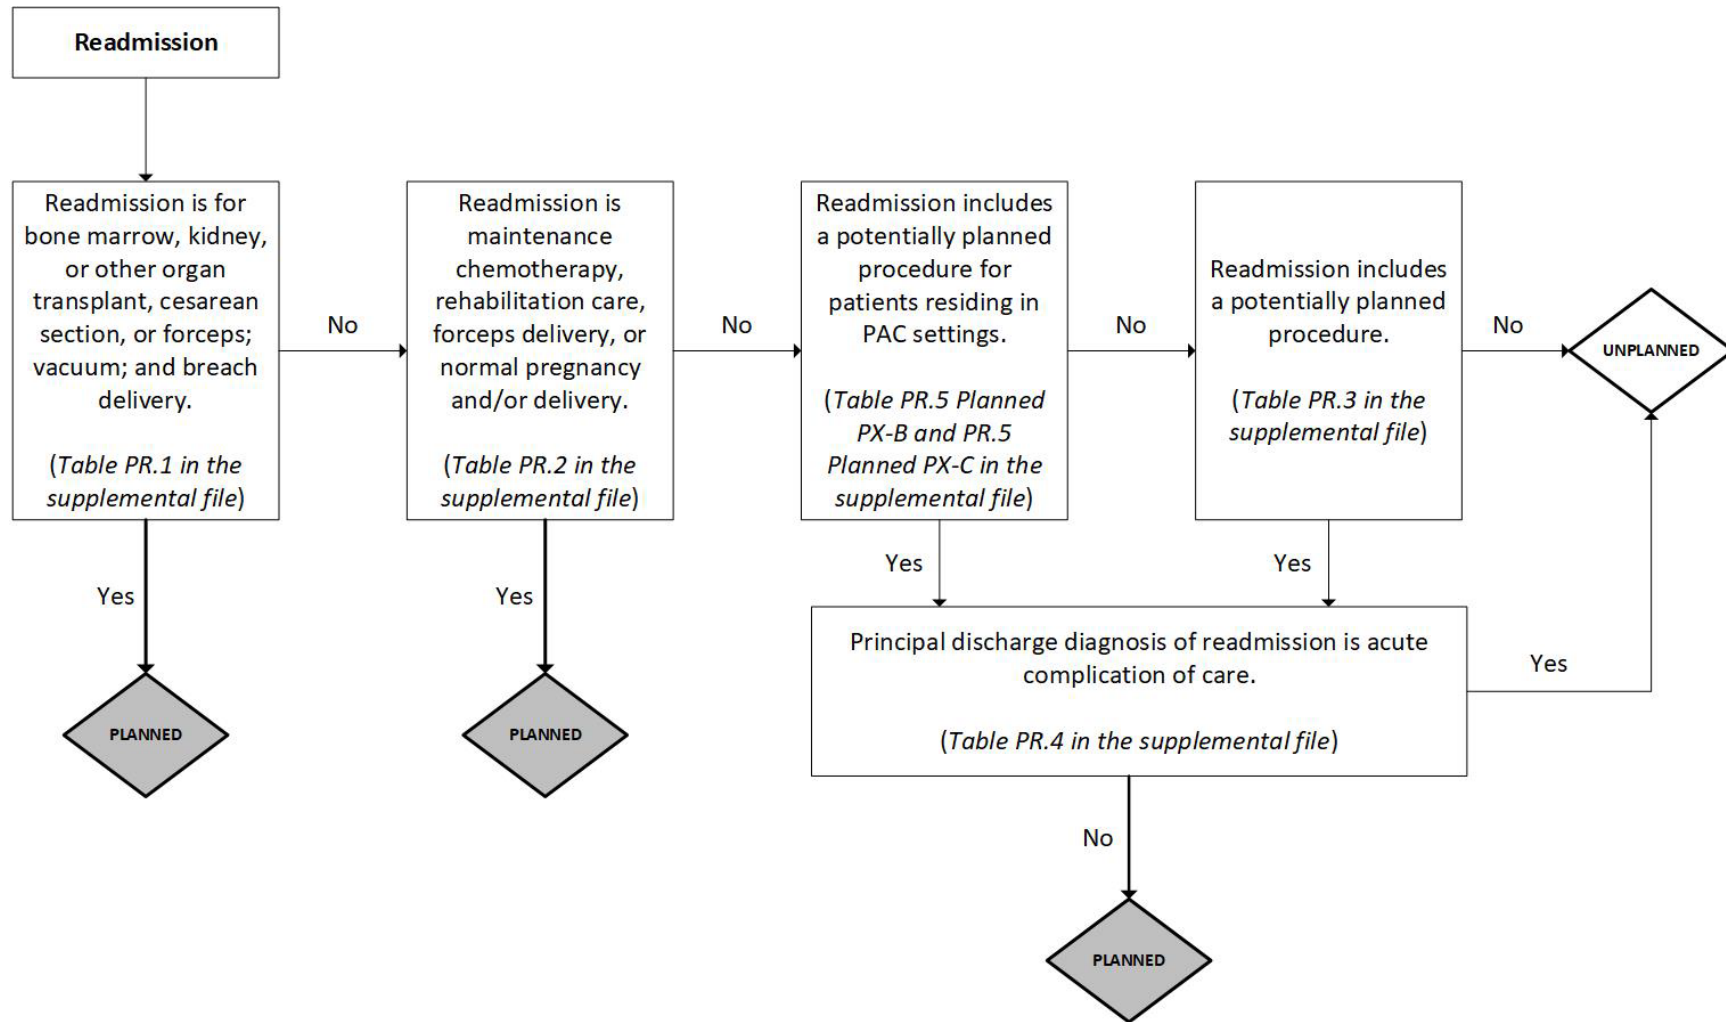 Readmission
Readmission is for
bone marrow, kidney,
or other organ
transplant, cesarean
section, or forceps;
vacuum; and breach
delivery.
(Table PR.1 in the
supplemental file)
No
Readmission is
maintenance
chemotherapy,
rehabilitation care,
forceps delivery, or
normal pregnancy
and/or delivery.
(Table PR.2 in the
supplemental file)
No
Readmission includes
a potentially planned
procedure for
patients residing in
PAC settings.
(Table PR.5 Planned
PX-B and PR.5
Planned PX-C in the
supplemental file)
No
Readmission includes
a potentially planned
procedure.
(Table PR.3 in the
supplemental file)
No
UNPLANNED
Yes
Yes
Yes
Yes
Principal discharge diagnosis of readmission is acute
complication of care.
(Table PR.4 in the supplemental file)
Yes
PLANNED
PLANNED
No
PLANNED